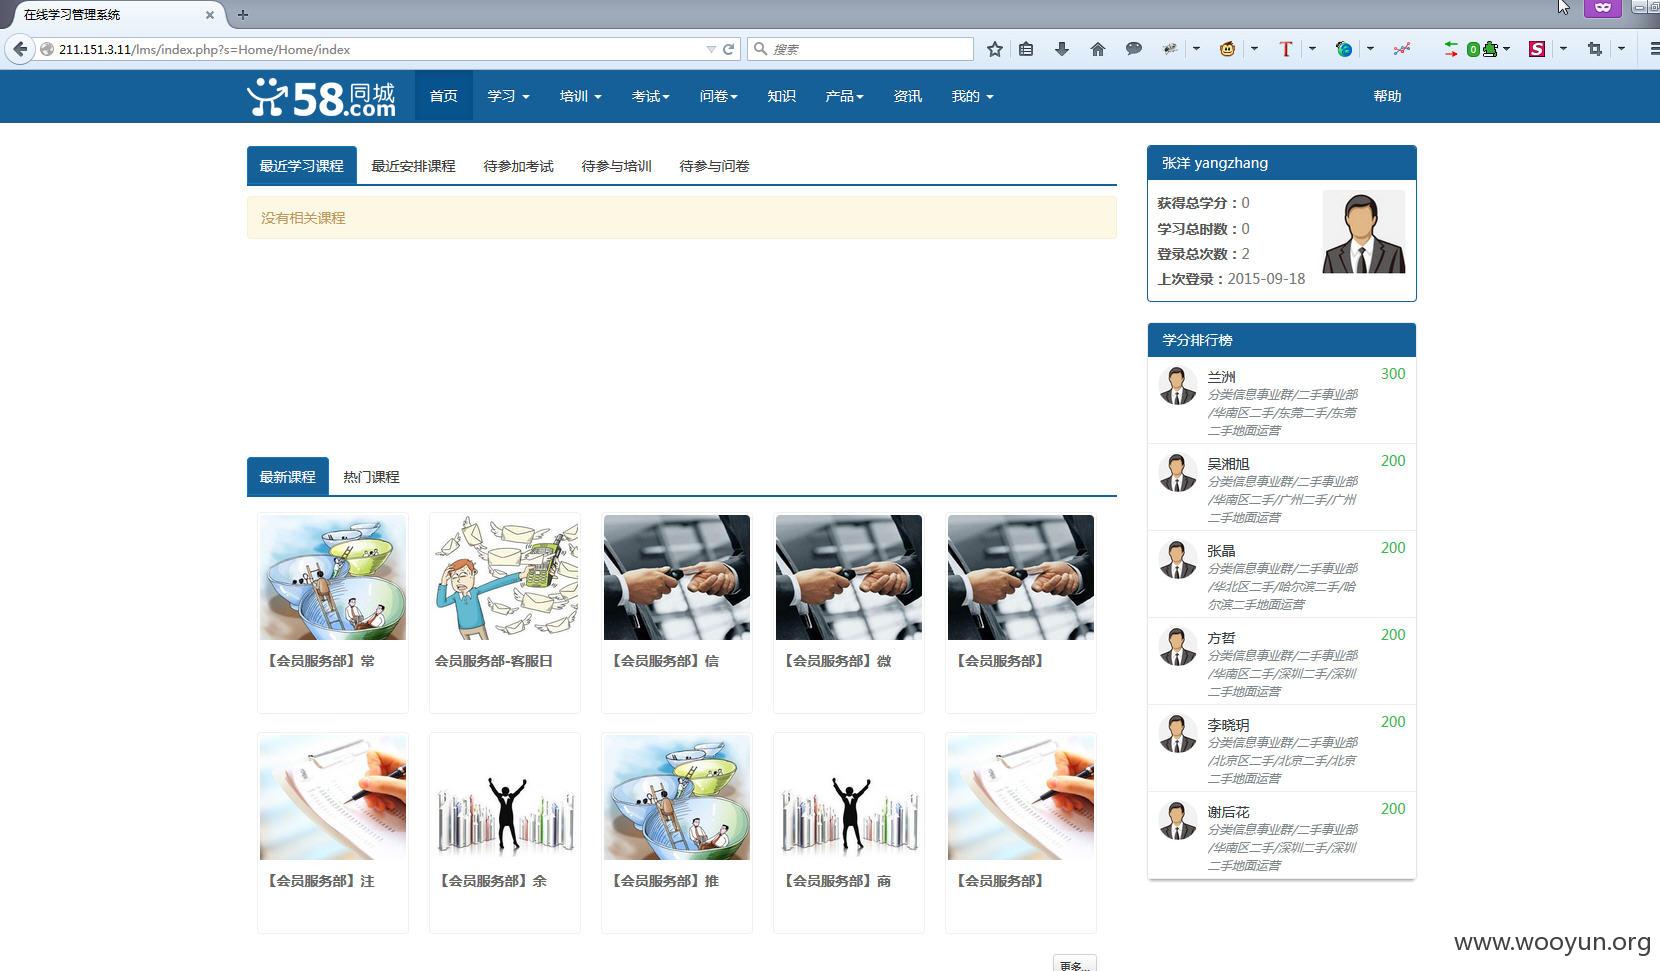 在线学习管理系统
211.151.3.11/lms/index.php?s=Home/Home/index
搜索
58同城.com
首页 学习 培训 考试 问卷 知识 产品 资讯 我的 帮助
最近学习课程 最近安排课程 待参加考试 待参与培训 待参与问卷
没有相关课程
张洋 yangzhang
获得总学分：0
学习总时数：0
登录总次数：2
上次登录：2015-09-18
学分排行榜
兰洲 300
分类信息事业群/二手事业部
/华南区二手/东莞二手/东莞
二手地面运营
吴湘旭 200
分类信息事业群/二手事业部
/华南区二手/广州二手/广州
二手地面运营
张晶 200
分类信息事业群/二手事业部
/华北区二手/哈尔滨二手/哈
尔滨二手地面运营
方哲 200
分类信息事业群/二手事业部
/华南区二手/深圳二手/深圳
二手地面运营
李晓玥 200
分类信息事业群/二手事业部
/北京区二手/北京二手/北京
二手地面运营
谢后花 200
分类信息事业群/二手事业部
/华南区二手/深圳二手/深圳
二手地面运营
最新课程 热门课程
【会员服务部】常
会员服务部-客服日
【会员服务部】信
【会员服务部】微
【会员服务部】
【会员服务部】注
【会员服务部】余
【会员服务部】推
【会员服务部】商
【会员服务部】
更多...
www.wooyun.org